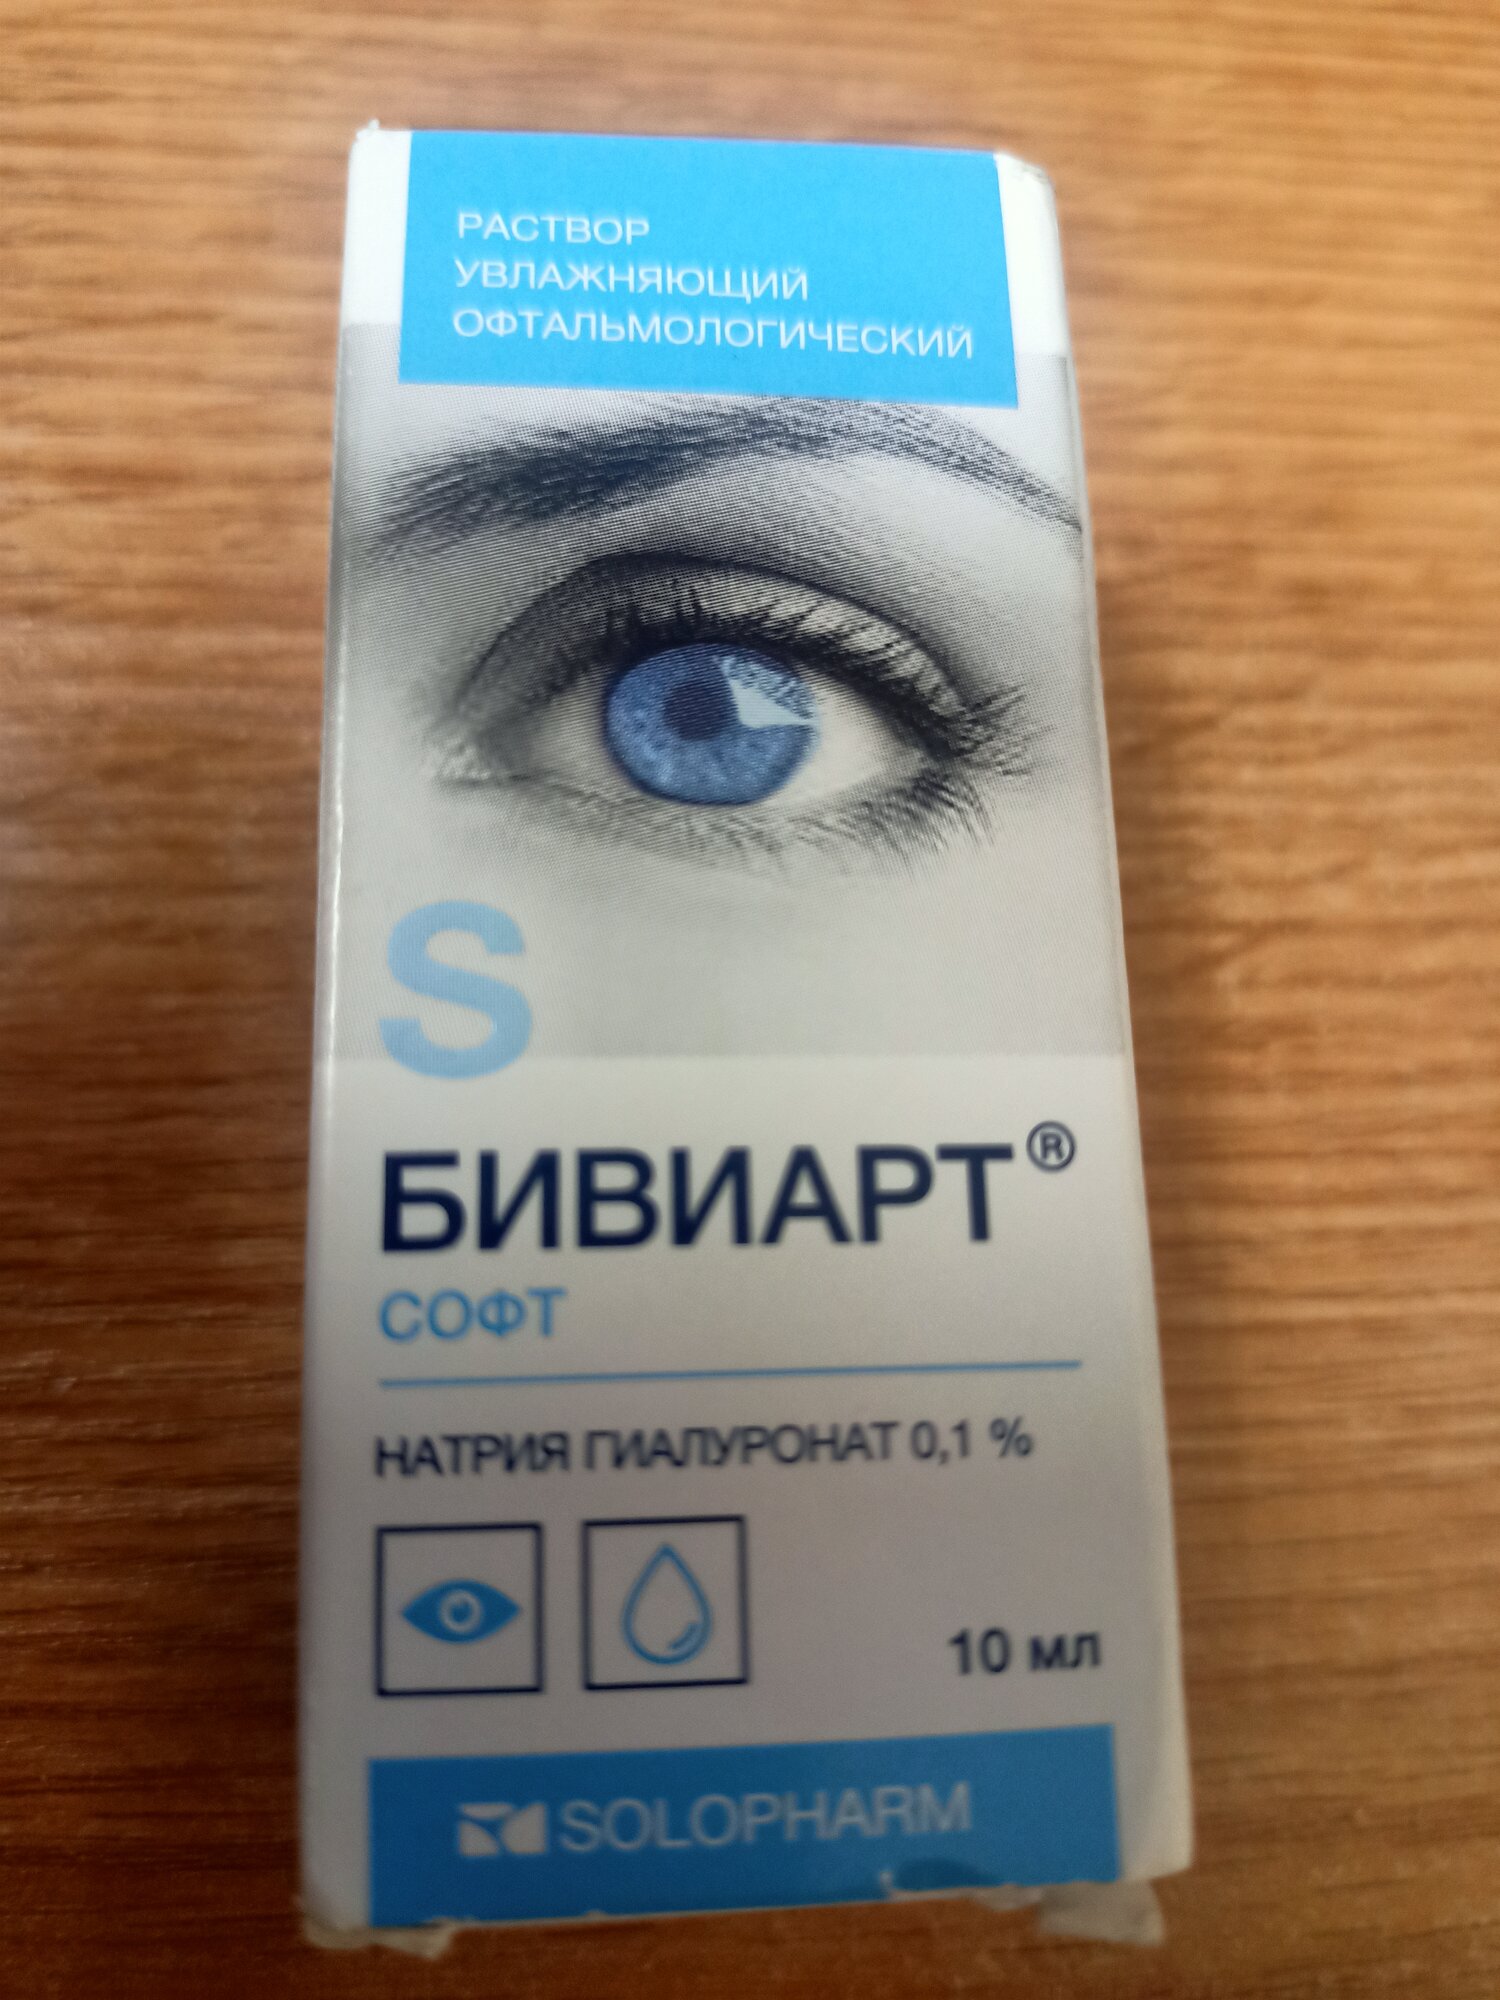 РАСТВОР
УВЛАЖНЯЮЩИЙ
ОФТАЛЬМОЛОГИЧЕСКИЙ
S
БИВИАРТ®
СОФТ
НАТРИЯ ГИАЛУРОНАТ 0,1 %
10 мл
SOLOPHARM